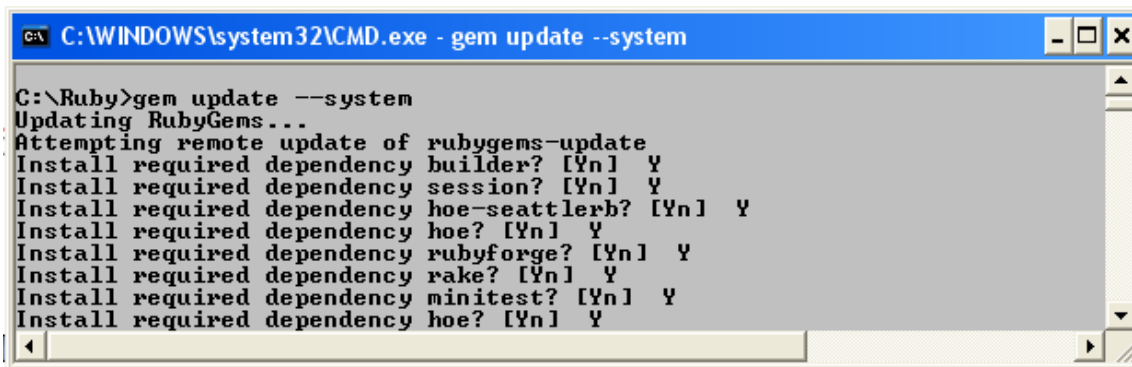 C:\WINDOWS\system32\CMD.exe - gem update --system
C:\Ruby>gem update --system
Updating RubyGems...
Attempting remote update of rubygems-update
Install required dependency builder? [Yn]  Y
Install required dependency session? [Yn]  Y
Install required dependency hoe-seattlerb? [Yn]  Y
Install required dependency hoe? [Yn]  Y
Install required dependency rubyforge? [Yn]  Y
Install required dependency rake? [Yn]  Y
Install required dependency minitest? [Yn]  Y
Install required dependency hoe? [Yn]  Y